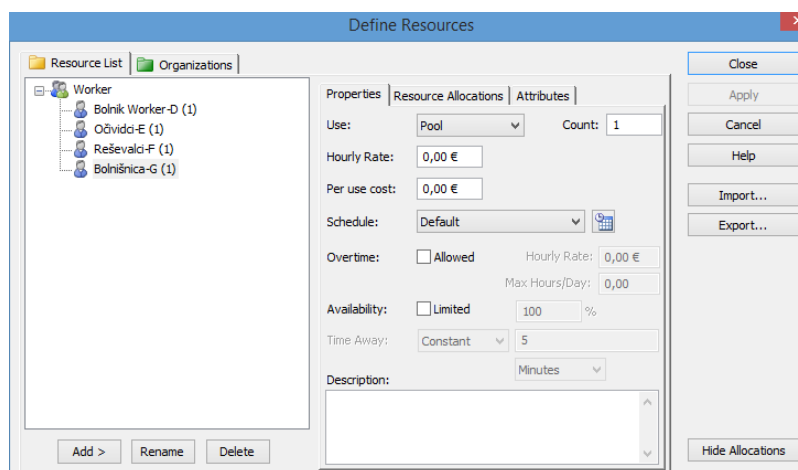 Define Resources
Resource List Organizations
Worker
Bolnik Worker-D (1)
Očividci-E (1)
Reševalci-F (1)
Bolnišnica-G (1)
Add > Rename Delete
Properties Resource Allocations Attributes
Use: Pool Count: 1
Hourly Rate: 0,00 €
Per use cost: 0,00 €
Schedule: Default
Overtime: Allowed Hourly Rate: 0,00 €
Max Hours/Day: 0,00
Availability: Limited 100 %
Time Away: Constant 5
Minutes
Description:
Close
Apply
Cancel
Help
Import...
Export...
Hide Allocations